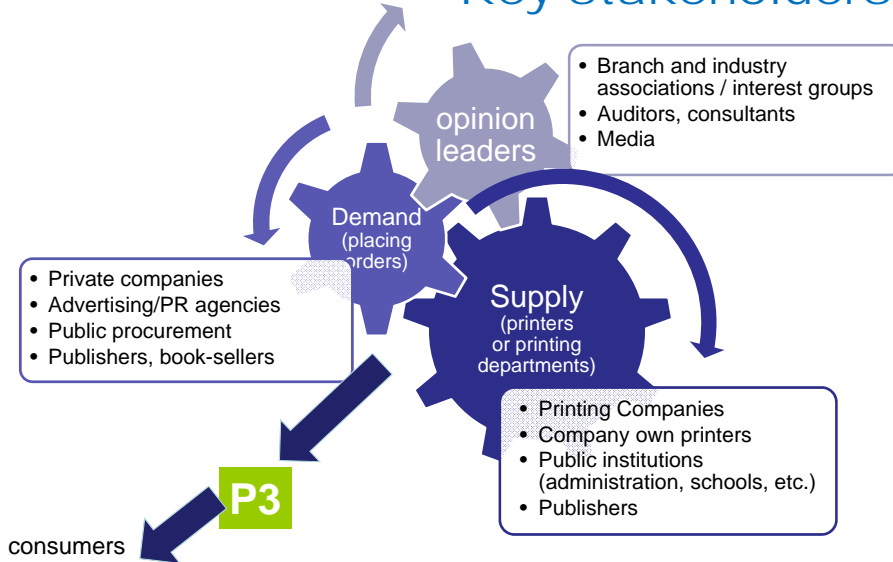 Key stakeholders
opinion
leaders
• Branch and industry
associations / interest groups
• Auditors, consultants
• Media
Demand
(placing
orders)
• Private companies
• Advertising/PR agencies
• Public procurement
• Publishers, book-sellers
Supply
(printers
or printing
departments)
• Printing Companies
• Company own printers
• Public institutions
(administration, schools, etc.)
• Publishers
P3
consumers